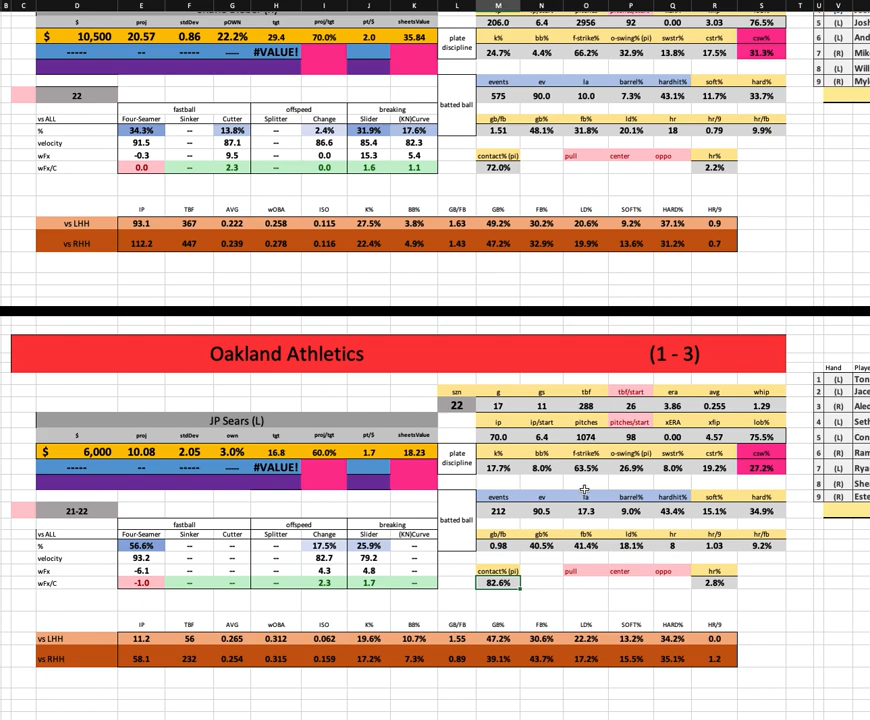 B C D E F G H I J K L M N O P Q R S T U V
$ proj stdDev pOWN tgt proj/tgt pt/$ sheetsValue
206.0 6.4 2956 92 0.00 3.03 76.5% 5 (L) Josh
$ 10,500 20.57 0.86 22.2% 29.4 70.0% 2.0 35.84 plate discipline k% bb% f-strike% o-swing% (pi) swstr% cstr% csw% 6 (L) And
----- -- ----- ---- #VALUE! 24.7% 4.4% 66.2% 32.9% 13.8% 17.5% 31.3% 7 (R) Mike
8 (L) Will
22 batted ball events ev la barrel% hardhit% soft% hard% 9 (R) Myl
575 90.0 10.0 7.3% 43.1% 11.7% 33.7%
fastball offspeed breaking
vs ALL Four-Seamer Sinker Cutter Splitter Change Slider (KN)Curve gb/fb gb% fb% ld% hr hr/9 hr/fb
% 34.3% -- 13.8% -- 2.4% 31.9% 17.6% 1.51 48.1% 31.8% 20.1% 18 0.79 9.9%
velocity 91.5 -- 87.1 -- 86.6 85.4 82.3
wFx -0.3 -- 9.5 -- 0.0 15.3 5.4 contact% (pi) pull center oppo hr%
wFx/C 0.0 -- 2.3 -- 0.0 1.6 1.1 72.0% 2.2%
IP TBF AVG wOBA ISO K% BB% GB/FB GB% FB% LD% SOFT% HARD% HR/9
vs LHH 93.1 367 0.222 0.258 0.115 27.5% 3.8% 1.63 49.2% 30.2% 20.6% 9.2% 37.1% 0.9
vs RHH 112.2 447 0.239 0.278 0.116 22.4% 4.9% 1.43 47.2% 32.9% 19.9% 13.6% 31.2% 0.7
Oakland Athletics (1 - 3)
Hand Playe
1 (L) Ton
szn g gs tbf tbf/start era avg whip 2 (L) Jace
22 17 11 288 26 3.86 0.255 1.29 3 (R) Aled
JP Sears (L) ip ip/start pitches pitches/start xERA xfip lob% 4 (L) Seth
$ proj stdDev own tgt proj/tgt pt/$ sheetsValue 70.0 6.4 1074 98 0.00 4.57 75.5% 5 (L) Con
$ 6,000 10.08 2.05 3.0% 16.8 60.0% 1.7 18.23 plate discipline k% bb% f-strike% o-swing% (pi) swstr% cstr% csw% 6 (R) Ram
----- -- ----- ---- #VALUE! 17.7% 8.0% 63.5% 26.9% 8.0% 19.2% 27.2% 7 (L) Rya
8 (R) She
21-22 batted ball events ev la barrel% hardhit% soft% hard% 9 (R) Este
212 90.5 17.3 9.0% 43.4% 15.1% 34.9%
fastball offspeed breaking
vs ALL Four-Seamer Sinker Cutter Splitter Change Slider (KN)Curve gb/fb gb% fb% ld% hr hr/9 hr/fb
% 56.6% -- -- -- 17.5% 25.9% -- 0.98 40.5% 41.4% 18.1% 8 1.03 9.2%
velocity 93.2 -- -- -- 82.7 79.2 --
wFx -6.1 -- -- -- 4.3 4.8 -- contact% (pi) pull center oppo hr%
wFx/C -1.0 -- -- -- 2.3 1.7 -- 82.6% 2.8%
IP TBF AVG wOBA ISO K% BB% GB/FB GB% FB% LD% SOFT% HARD% HR/9
vs LHH 11.2 56 0.265 0.312 0.062 19.6% 10.7% 1.55 47.2% 30.6% 22.2% 13.2% 34.2% 0.0
vs RHH 58.1 232 0.254 0.315 0.159 17.2% 7.3% 0.89 39.1% 43.7% 17.2% 15.5% 35.1% 1.2